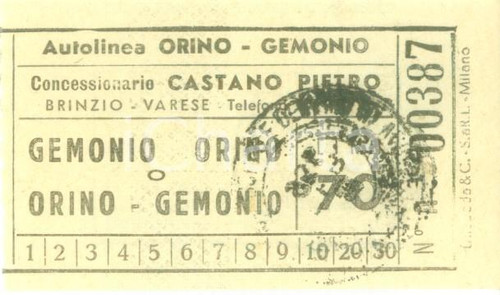 Autolinea ORINO - GEMONIO
Concessionario CASTANO PIETRO
BRINZIO - VARESE - Telefono
GEMONIO ORINO
O
ORINO - GEMONIO
70
1 2 3 4 5 6 7 8 9 10 20 30
N° 00387
& C. - S.a.R.L. - Milano